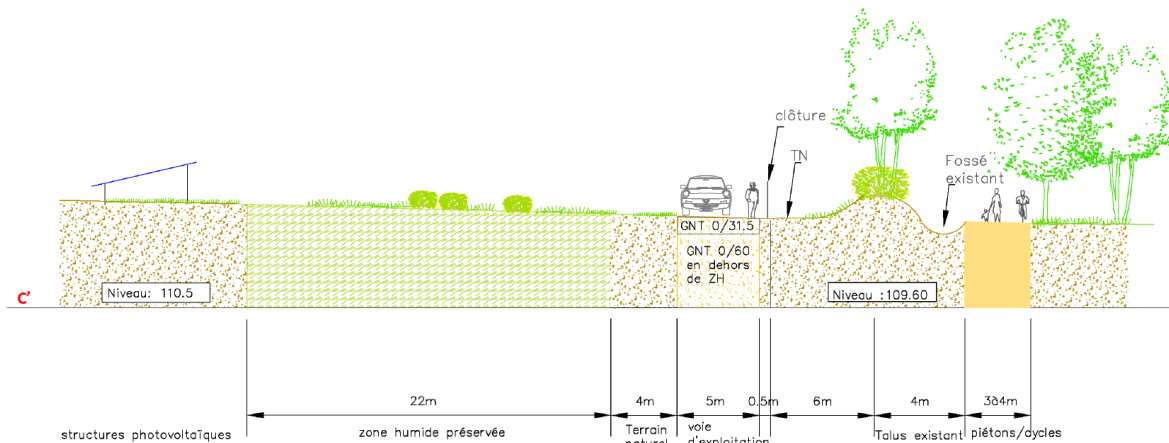 clôture
TN
Fossé
existant
GNT 0/31.5
GNT 0/60
en dehors
de ZH
Niveau: 110.5
Niveau :109.60
C'
22m
4m
5m
0.5m
6m
4m
3à4m
structures photovoltaïques
zone humide préservée
Terrain
naturel
voie
d'exploitation
Talus existant
piétons/cycles